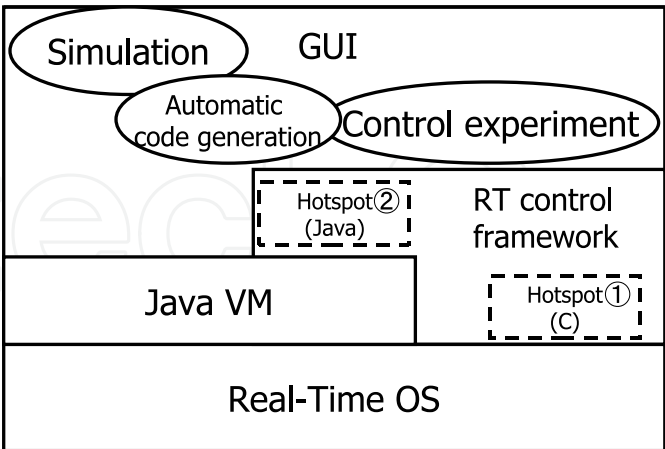 Simulation
GUI
Automatic
code generation
Control experiment
Hotspot②
(Java)
RT control
framework
Java VM
Hotspot①
(C)
Real-Time OS